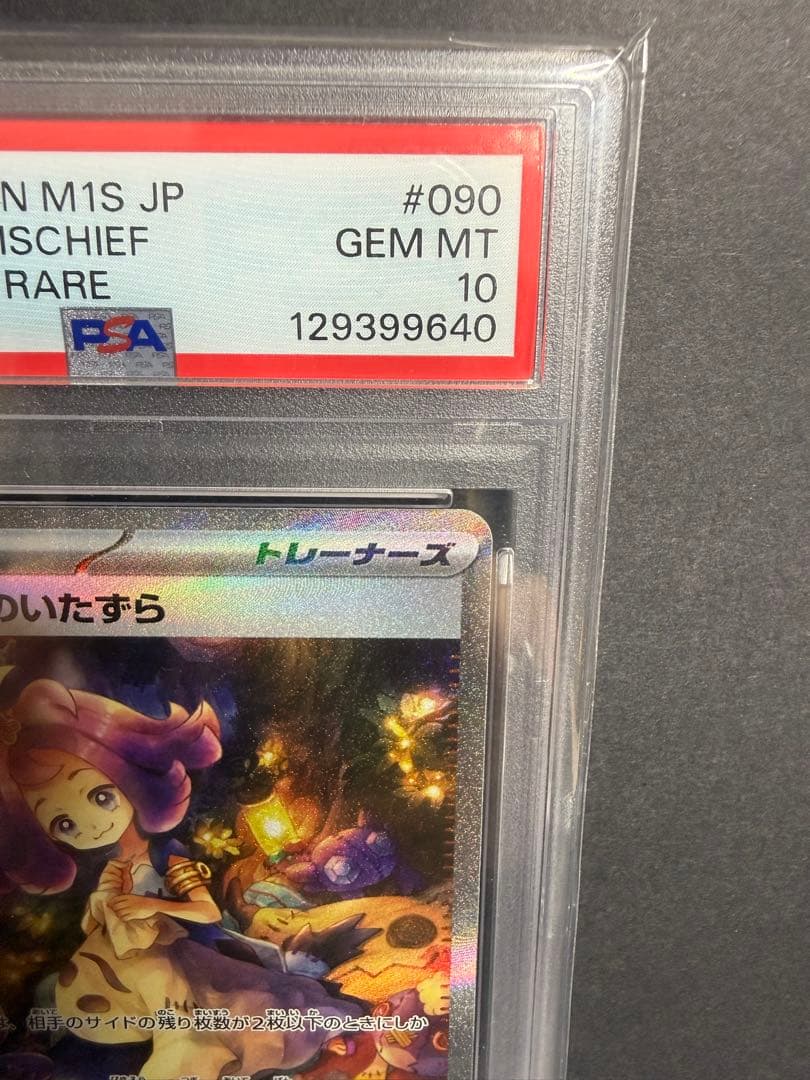 N M1S JP #090
MISCHIEF GEM MT
RARE 10
PSA 129399640
トレーナーズ
のいたずら
は、相手のサイドの残り枚数が2枚以下のときにしか